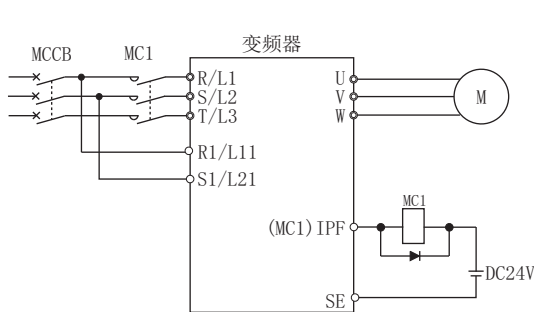 变频器
MCCB
MC1
R/L1
S/L2
T/L3
R1/L11
S1/L21
U
V
W
M
(MC1) IPF
MC1
DC24V
SE